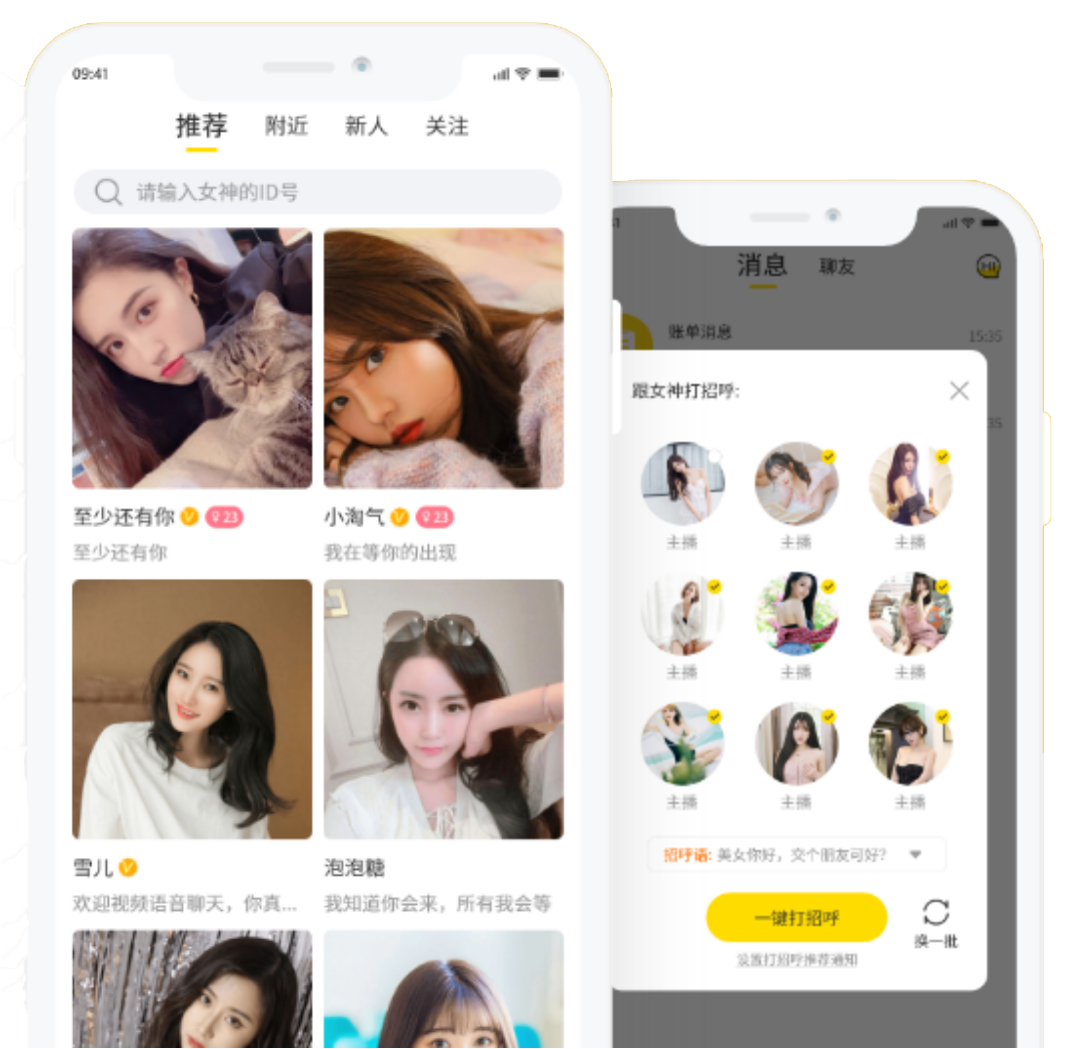 09:41
推荐 附近 新人 关注
请输入女神的ID号
至少还有你 V ♀23
至少还有你
小淘气 V ♀23
我在等你的出现
雪儿 V
欢迎视频语音聊天，你真...
泡泡糖
我知道你会来，所有我会等
消息 聊友 HI
账单消息 15:35
跟女神打招呼:
主播 主播 主播
主播 主播 主播
主播 主播 主播
招呼语: 美女你好，交个朋友可好?
一键打招呼
换一批
设置打招呼推荐通知